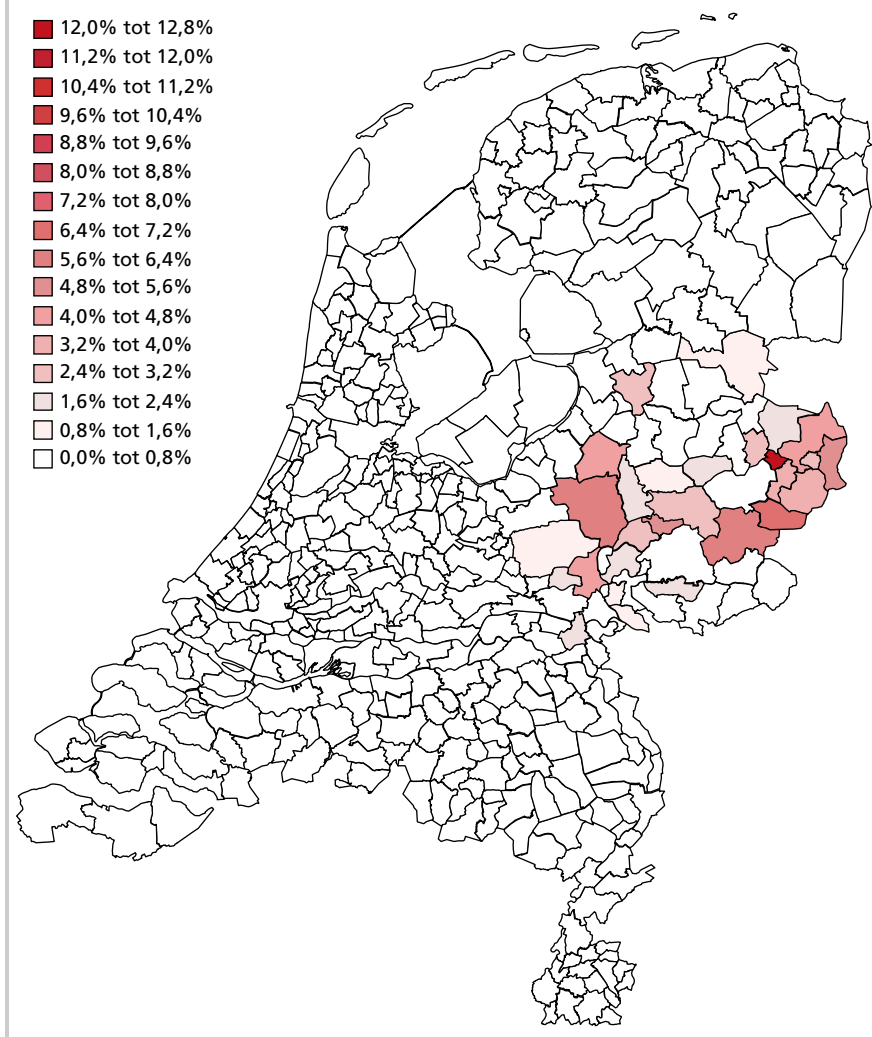 12,0% tot 12,8%
11,2% tot 12,0%
10,4% tot 11,2%
9,6% tot 10,4%
8,8% tot 9,6%
8,0% tot 8,8%
7,2% tot 8,0%
6,4% tot 7,2%
5,6% tot 6,4%
4,8% tot 5,6%
4,0% tot 4,8%
3,2% tot 4,0%
2,4% tot 3,2%
1,6% tot 2,4%
0,8% tot 1,6%
0,0% tot 0,8%